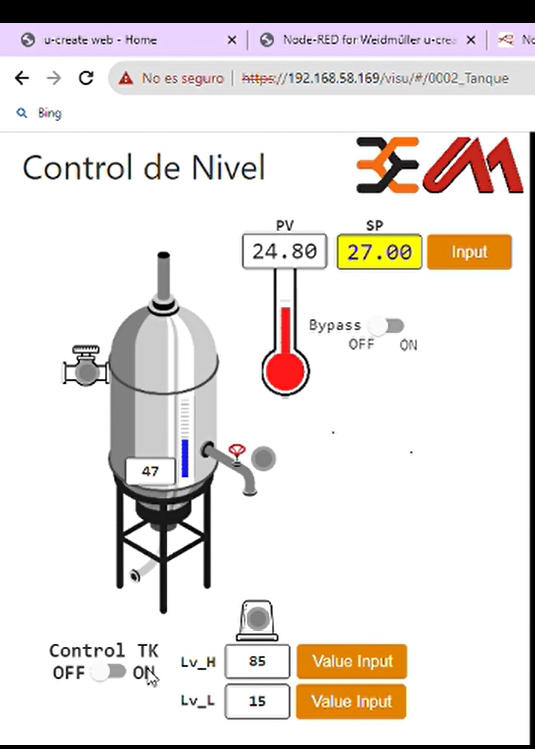 u-create web - Home
Node-RED for Weidmüller u-crea
No es seguro | https://192.168.58.169/visu/#/0002_Tanque
Bing
Control de Nivel
PV SP
24.80 27.00 Input
Bypass
OFF ON
47
Control TK
OFF ON
Lv_H 85 Value Input
Lv_L 15 Value Input